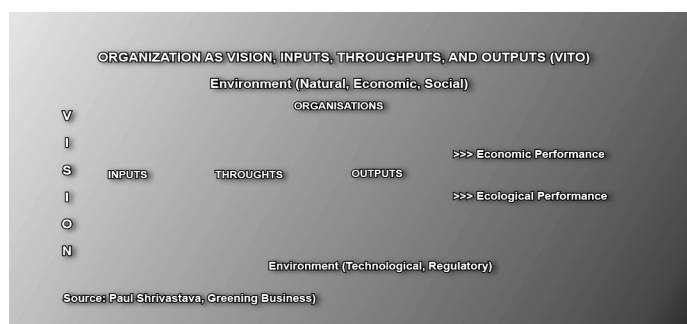 ORGANIZATION AS VISION, INPUTS, THROUGHPUTS, AND OUTPUTS (VITO)
Environment (Natural, Economic, Social)
ORGANISATIONS
V
I
S
I
O
N
INPUTS
THROUGHTS
OUTPUTS
>>> Economic Performance
>>> Ecological Performance
Environment (Technological, Regulatory)
Source: Paul Shrivastava, Greening Business)